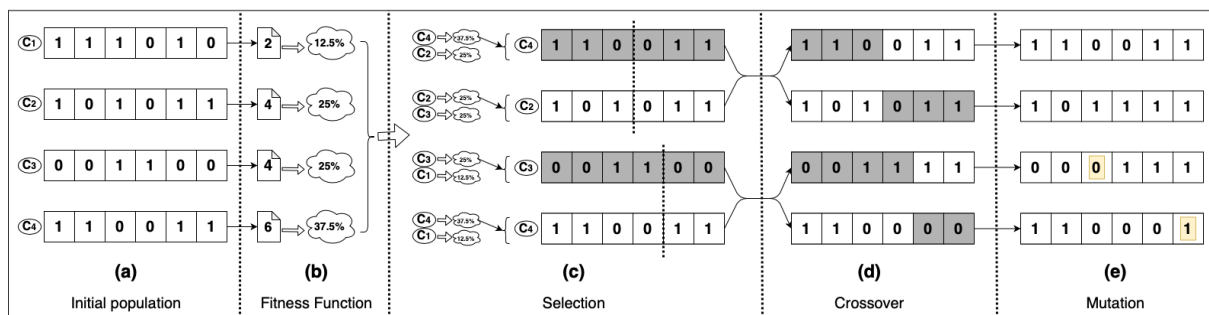 C1 1 1 1 0 1 0 2 12.5%
C4 37.5%
C2 25%
C4 1 1 0 0 1 1
1 1 0 0 1 1
1 1 0 0 1 1
C2 1 0 1 0 1 1 4 25%
C2 25%
C3 25%
C2 1 0 1 0 1 1
1 0 1 0 1 1
1 0 1 1 1 1
C3 0 0 1 1 0 0 4 25%
C3 25%
C1 12.5%
C3 0 0 1 1 0 0
0 0 1 1 1 1
0 0 0 1 1 1
C4 1 1 0 0 1 1 6 37.5%
C4 37.5%
C1 12.5%
C4 1 1 0 0 1 1
1 1 0 0 0 0
1 1 0 0 0 1
(a)
Initial population
(b)
Fitness Function
(c)
Selection
(d)
Crossover
(e)
Mutation